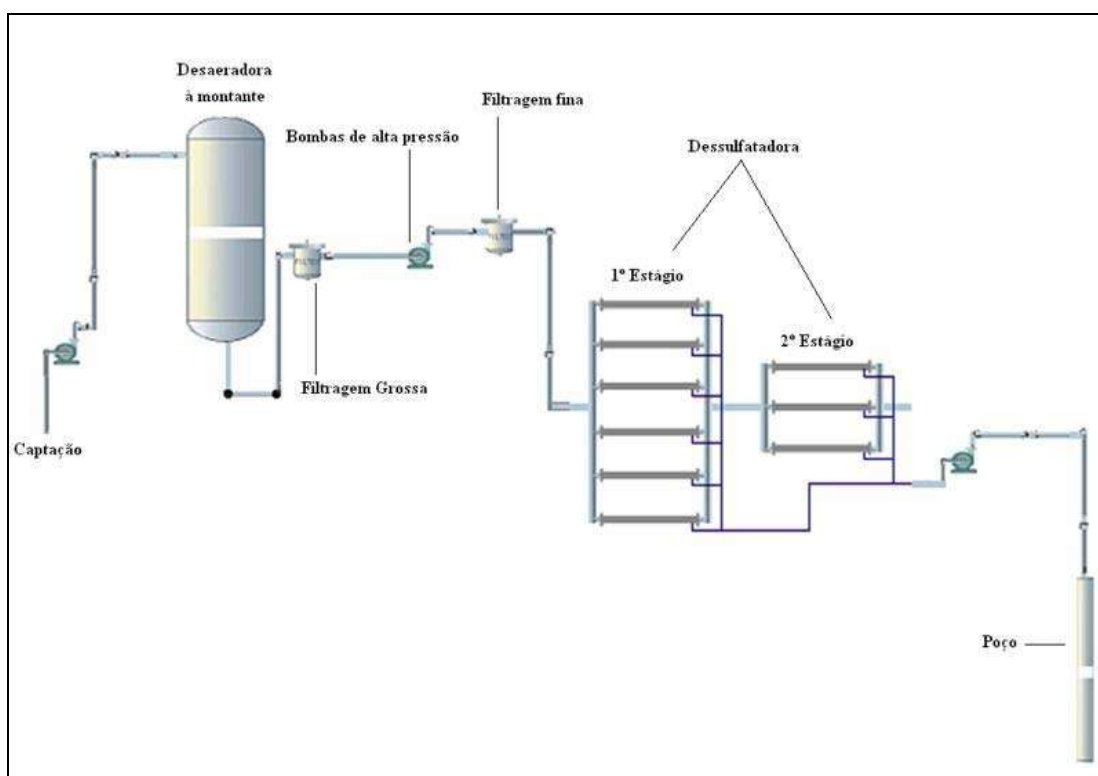 Desaeradora
à montante
Filtragem fina
Bombas de alta pressão
Dessulfatadora
1º Estágio
2º Estágio
Filtragem Grossa
Captação
Poço